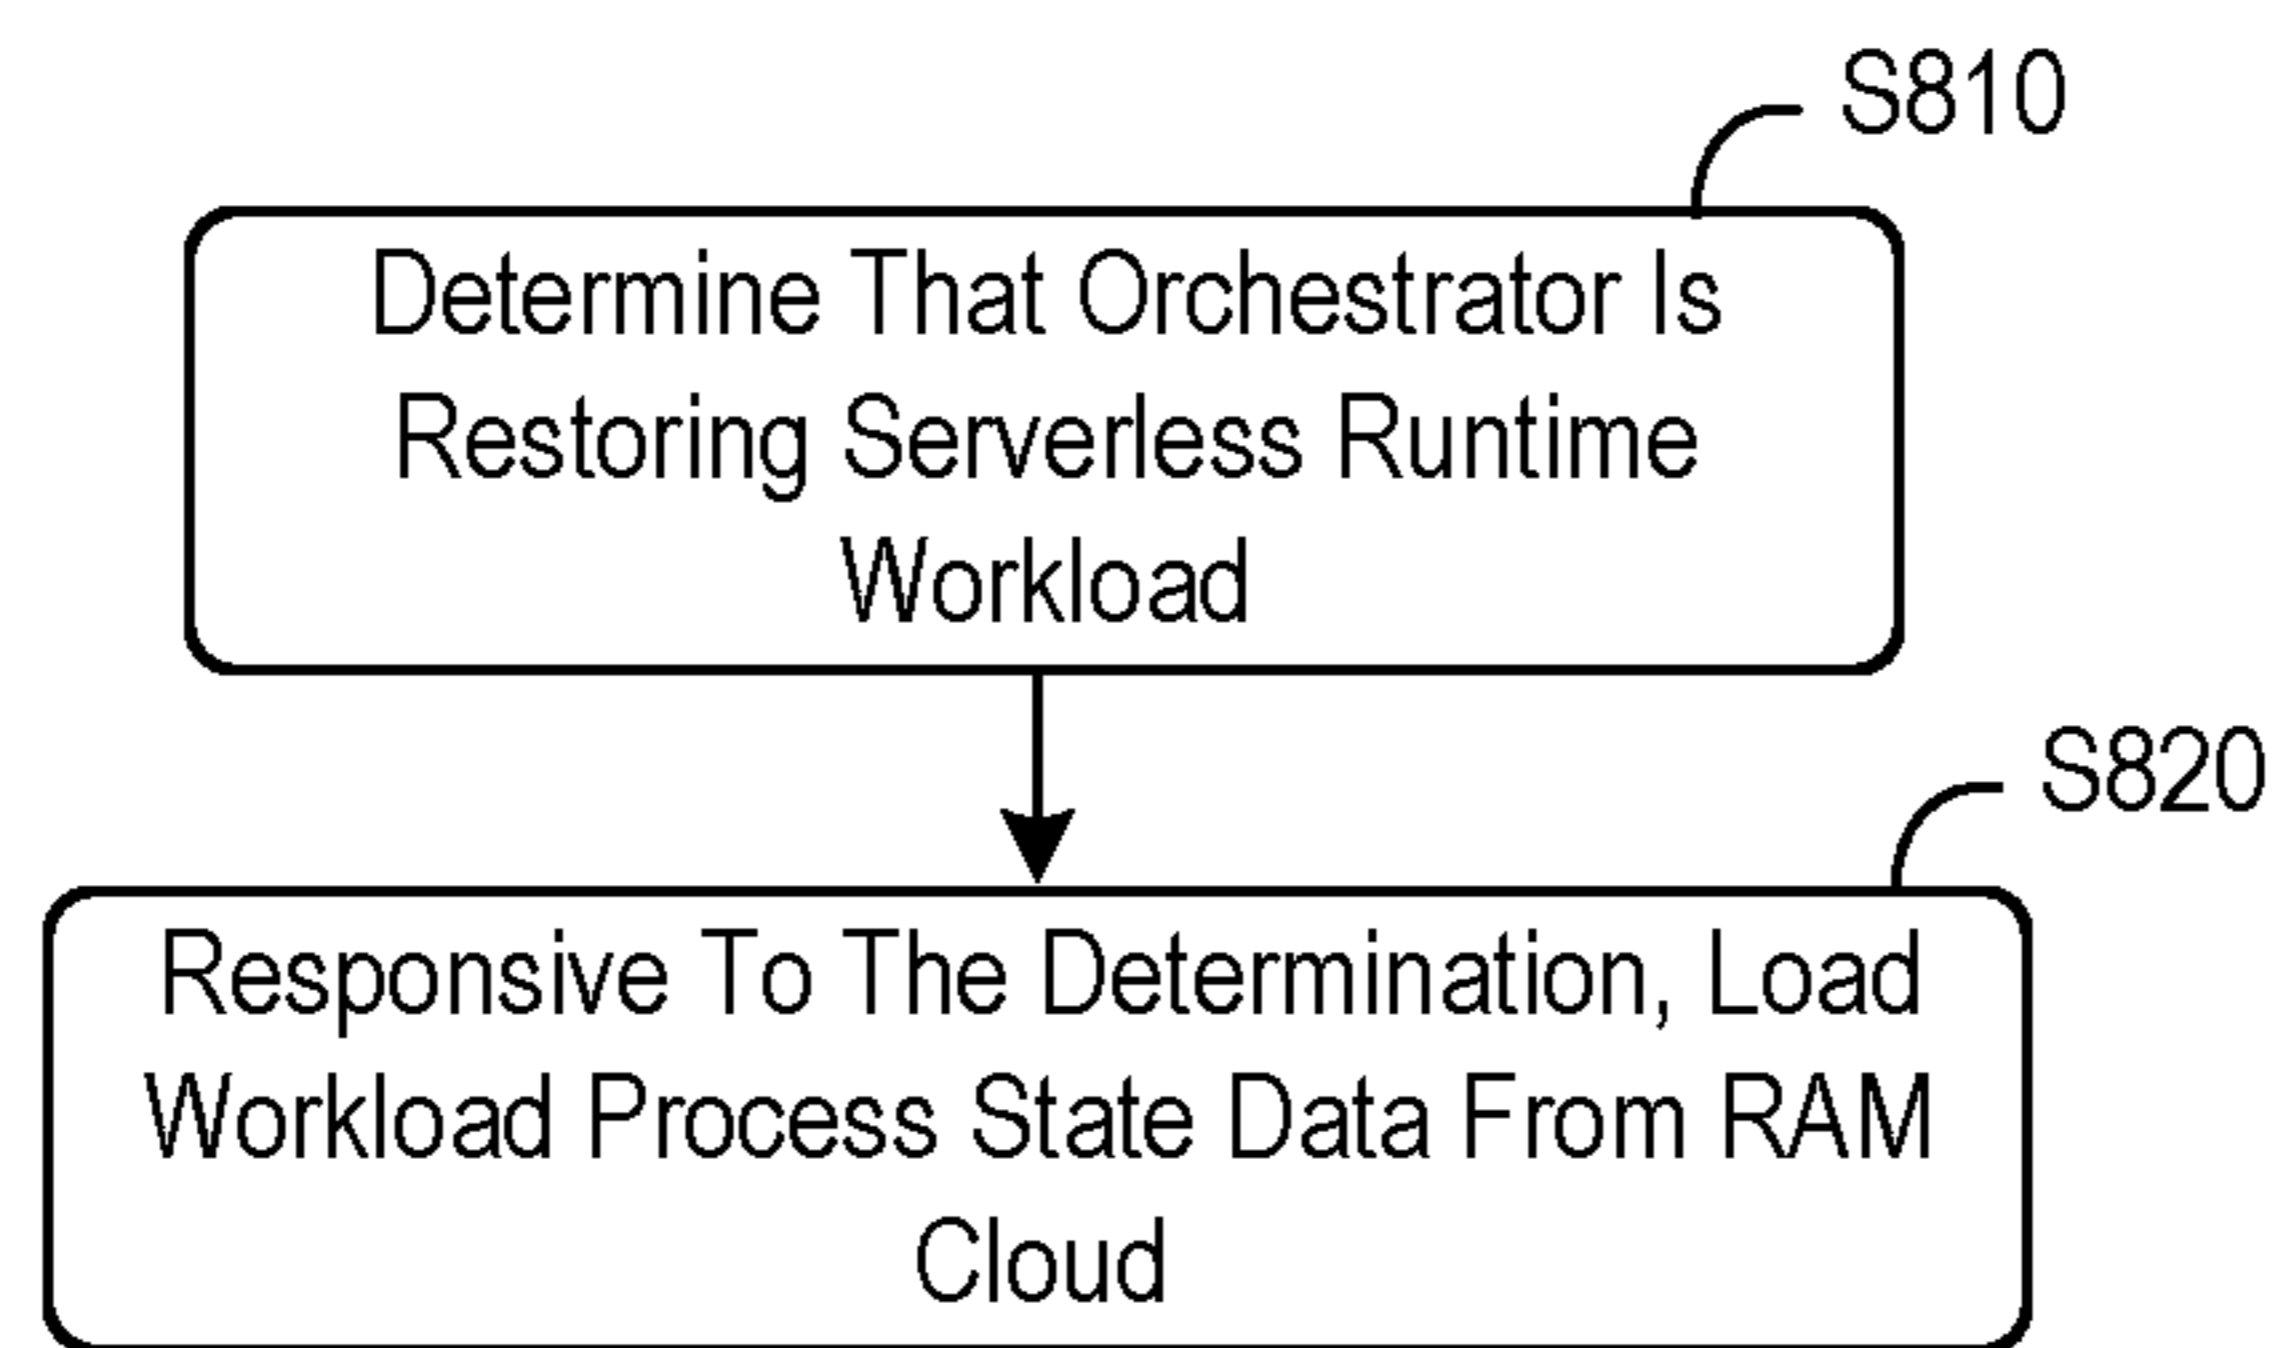 S810
Determine That Orchestrator Is
Restoring Serverless Runtime
Workload
S820
Responsive To The Determination, Load
Workload Process State Data From RAM
Cloud